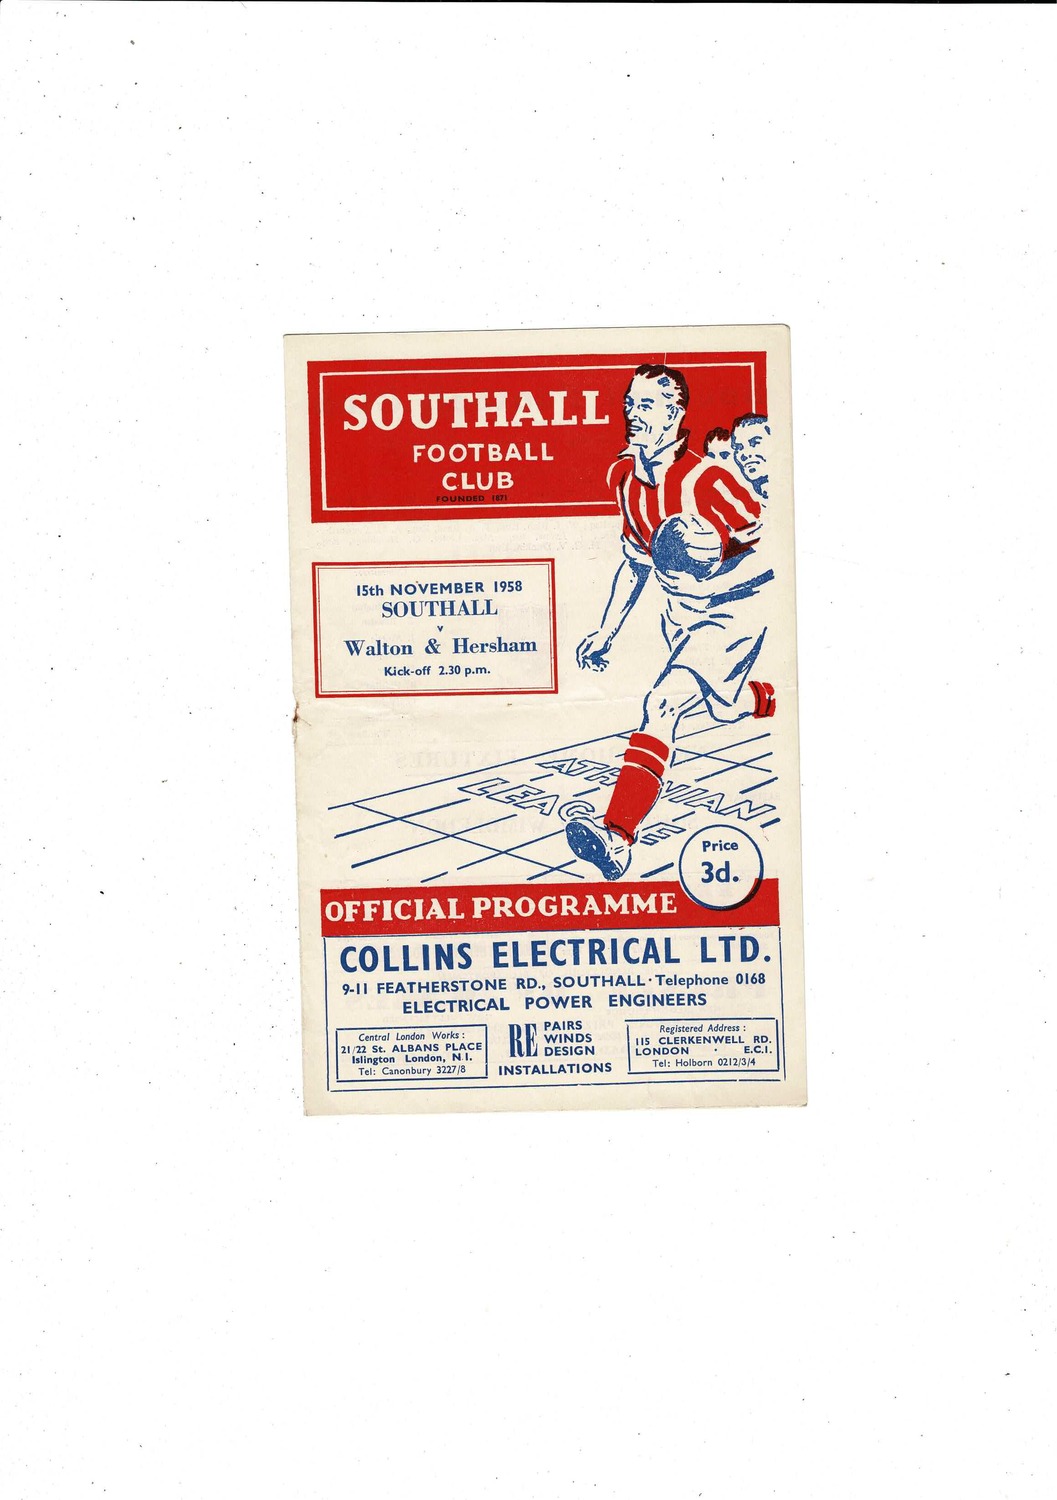 SOUTHALL
FOOTBALL
CLUB
FOUNDED 1871
15th NOVEMBER 1958
SOUTHALL
v
Walton & Hersham
Kick-off 2.30 p.m.
ATHENIAN
LEAGUE
Price
3d.
OFFICIAL PROGRAMME
COLLINS ELECTRICAL LTD.
9-11 FEATHERSTONE RD., SOUTHALL · Telephone 0168
ELECTRICAL POWER ENGINEERS
Central London Works :
21/22 St. ALBANS PLACE
Islington London, N.1.
Tel: Canonbury 3227/8
RE PAIRS
WINDS
DESIGN
INSTALLATIONS
Registered Address :
115 CLERKENWELL RD.
LONDON · E.C.1.
Tel: Holborn 0212/3/4